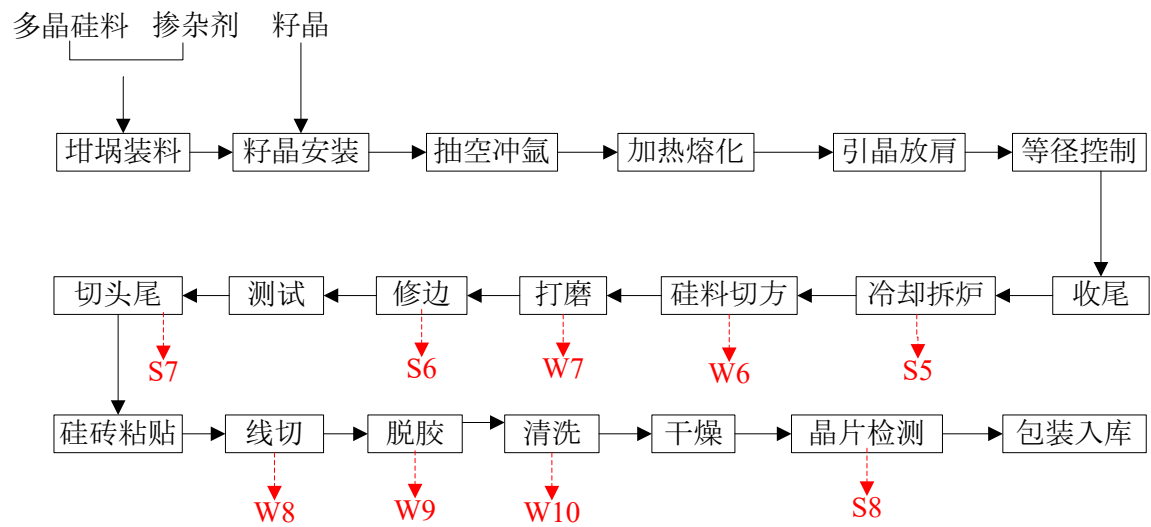 多晶硅料 掺杂剂 籽晶
坩埚装料 籽晶安装 抽空冲氩 加热熔化 引晶放肩 等径控制
切头尾 测试 修边 打磨 硅料切方 冷却拆炉 收尾
S7 S6 W7 W6 S5
硅砖粘贴 线切 脱胶 清洗 干燥 晶片检测 包装入库
W8 W9 W10 S8